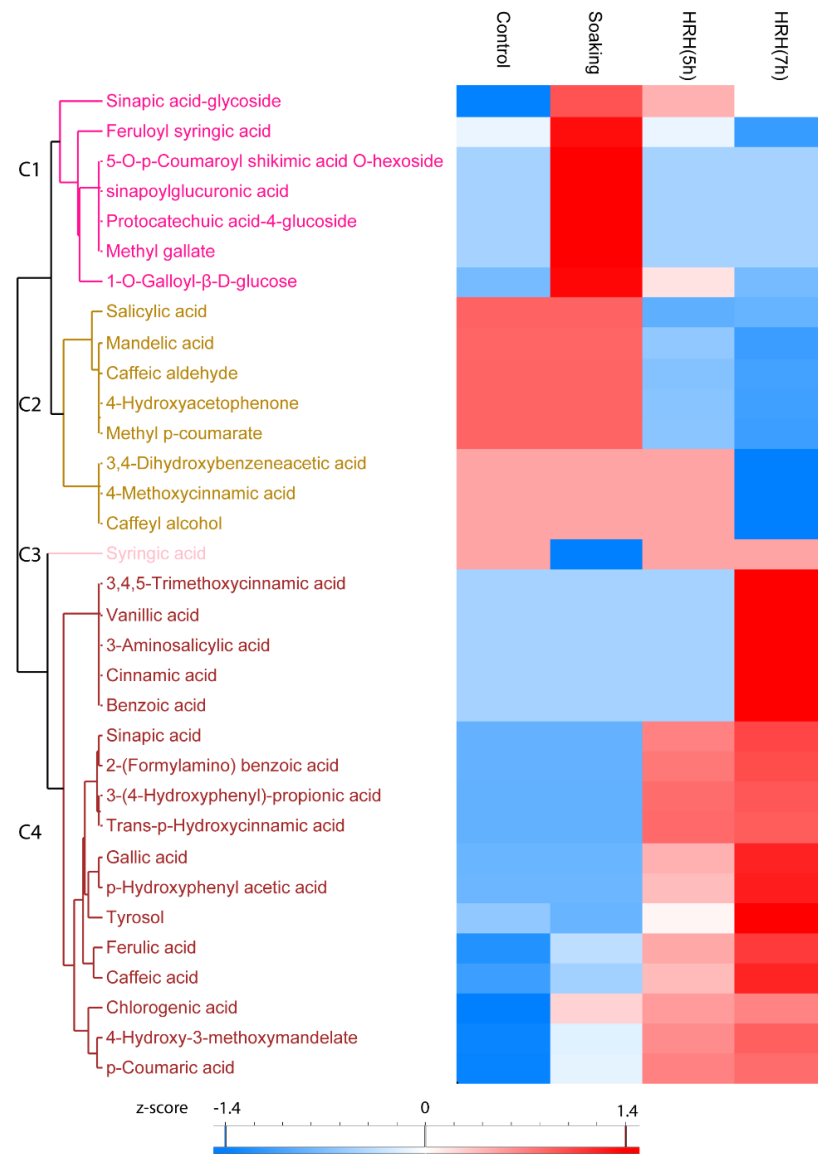 Control
Soaking
HRH(5h)
HRH(7h)
Sinapic acid-glycoside
Feruloyl syringic acid
C1
5-O-p-Coumaroyl shikimic acid O-hexoside
sinapoylglucuronic acid
Protocatechuic acid-4-glucoside
Methyl gallate
1-O-Galloyl-β-D-glucose
Salicylic acid
Mandelic acid
Caffeic aldehyde
C2
4-Hydroxyacetophenone
Methyl p-coumarate
3,4-Dihydroxybenzeneacetic acid
4-Methoxycinnamic acid
Caffeyl alcohol
C3
Syringic acid
3,4,5-Trimethoxycinnamic acid
Vanillic acid
3-Aminosalicylic acid
Cinnamic acid
Benzoic acid
Sinapic acid
2-(Formylamino) benzoic acid
3-(4-Hydroxyphenyl)-propionic acid
Trans-p-Hydroxycinnamic acid
C4
Gallic acid
p-Hydroxyphenyl acetic acid
Tyrosol
Ferulic acid
Caffeic acid
Chlorogenic acid
4-Hydroxy-3-methoxymandelate
p-Coumaric acid
z-score -1.4 0 1.4